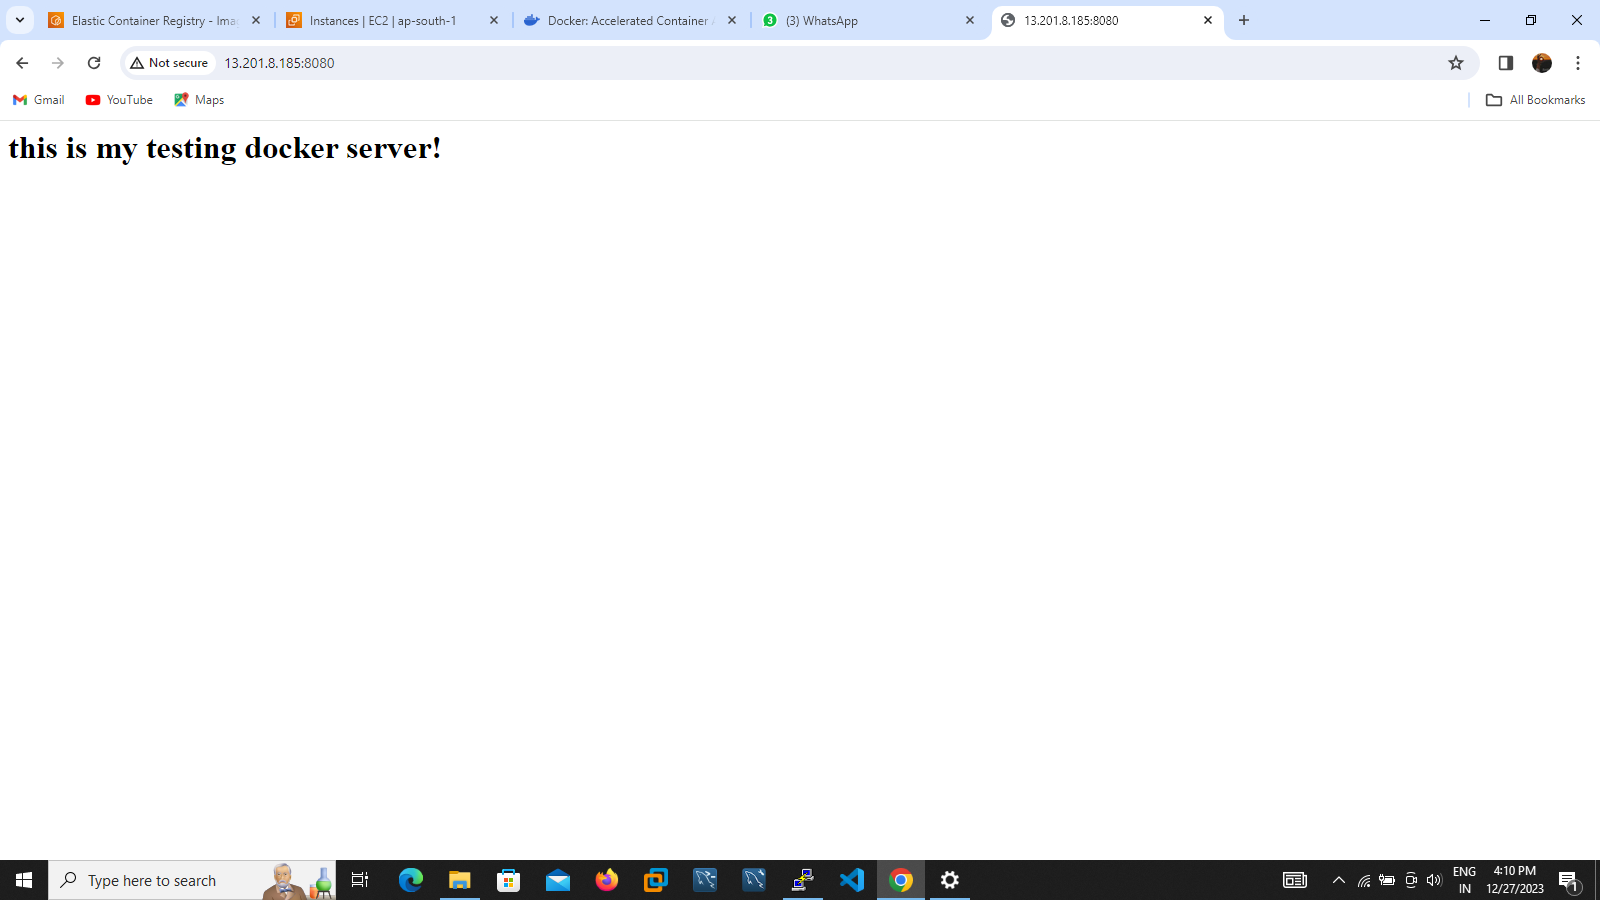 Elastic Container Registry - Ima
Instances | EC2 | ap-south-1
Docker: Accelerated Container A
3
(3) WhatsApp
13.201.8.185:8080
Not secure
13.201.8.185:8080
Gmail
YouTube
Maps
All Bookmarks
this is my testing docker server!
Type here to search
ENG
IN
4:10 PM
12/27/2023
1